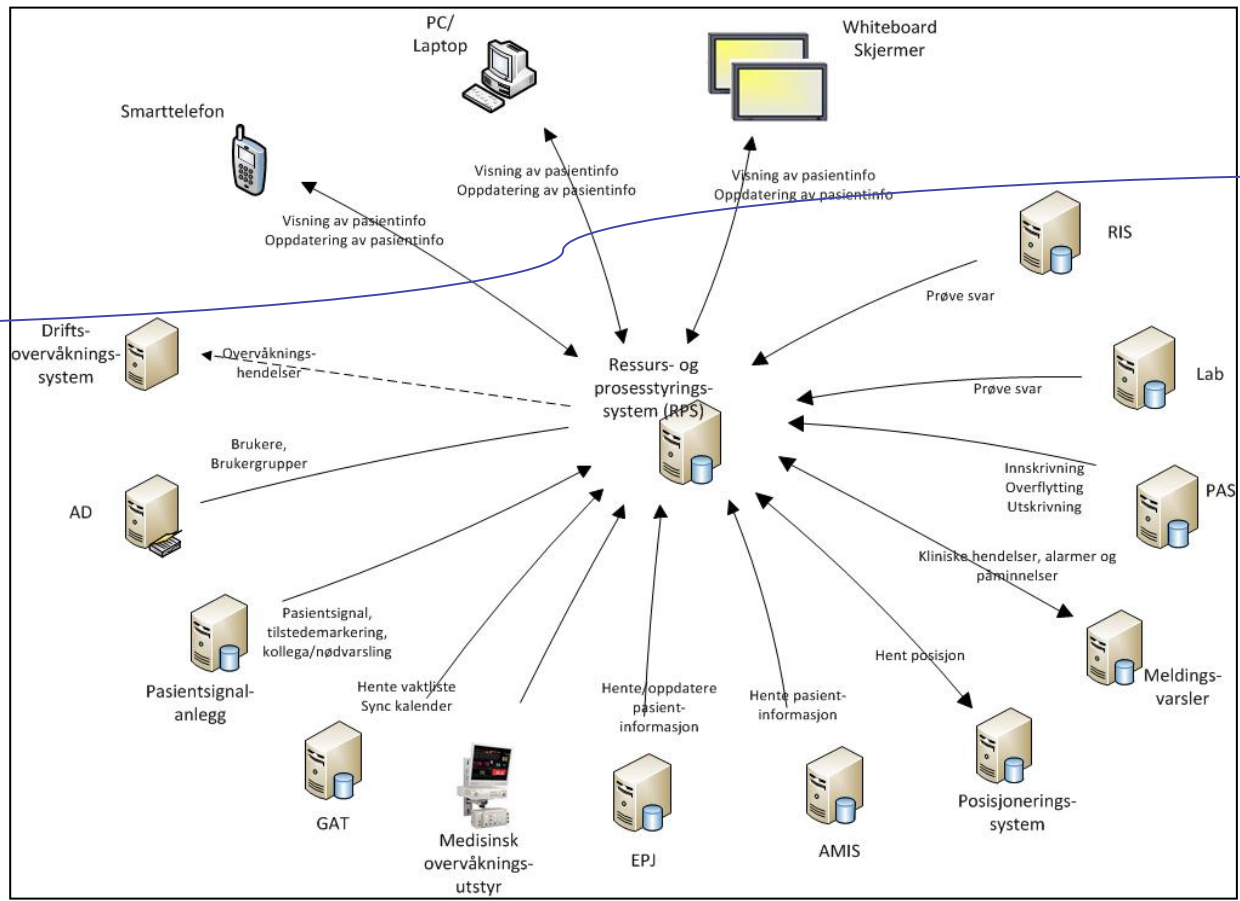 PC/
Laptop
Whiteboard
Skjermer
Smarttelefon
Visning av pasientinfo
Oppdatering av pasientinfo
Visning av pasientinfo
Oppdatering av pasientinfo
Visning av pasientinfo
Oppdatering av pasientinfo
RIS
Prøve svar
Drifts-
overvåknings-
system
Overvåknings-
hendelser
Ressurs- og
prosesstyrings-
system (RPS)
Lab
Prøve svar
Brukere,
Brukergrupper
AD
Innskrivning
Overflytting
Utskrivning
PAS
Kliniske hendelser, alarmer og
påminnelser
Pasientsignal,
tilstedemarkering,
kollega/nødvarsling
Pasientsignal-
anlegg
Hent posisjon
Meldings-
varsler
Hente vaktliste
Sync kalender
Hente/oppdatere
pasient-
informasjon
Hente pasient-
informasjon
GAT
Medisinsk
overvåknings-
utstyr
EPJ
AMIS
Posisjonerings-
system